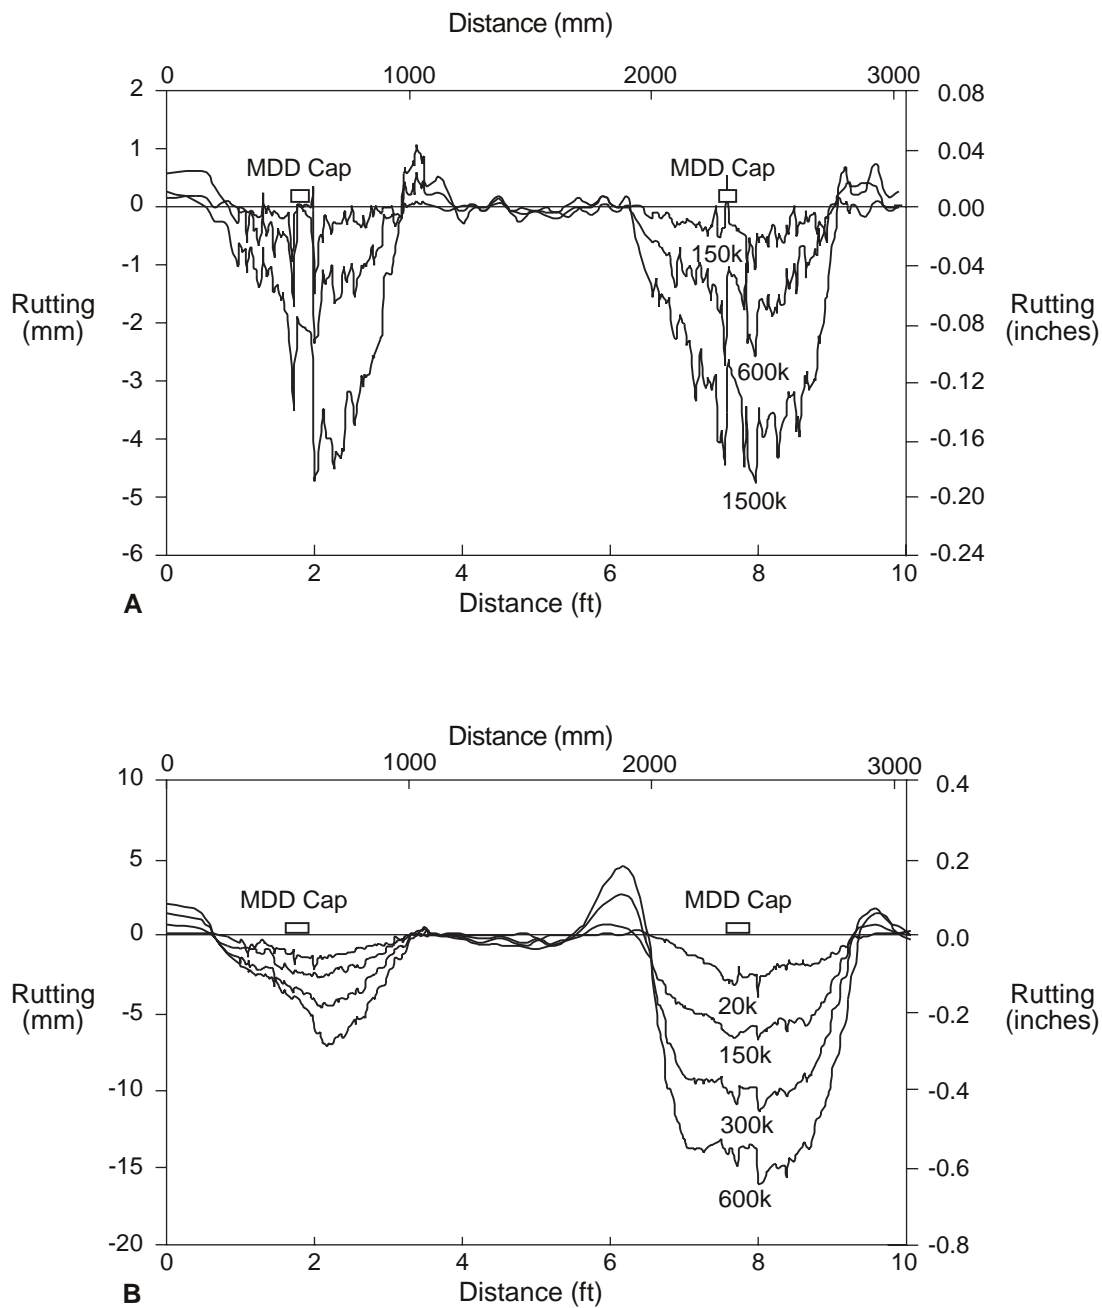 Distance (mm)
0 1000 2000 3000
2 0.08
1 0.04
MDD Cap MDD Cap
0 0.00
150k
-1 -0.04
Rutting Rutting
(mm) (inches)
-2 -0.08
600k
-3 -0.12
-4 -0.16
1500k
-5 -0.20
-6 -0.24
0 2 4 6 8 10
A Distance (ft)
Distance (mm)
0 1000 2000 3000
10 0.4
5 0.2
MDD Cap MDD Cap
0 0.0
20k
Rutting Rutting
(mm) (inches)
-5 -0.2
150k
-10 -0.4
300k
-15 -0.6
600k
-20 -0.8
0 2 4 6 8 10
B Distance (ft)